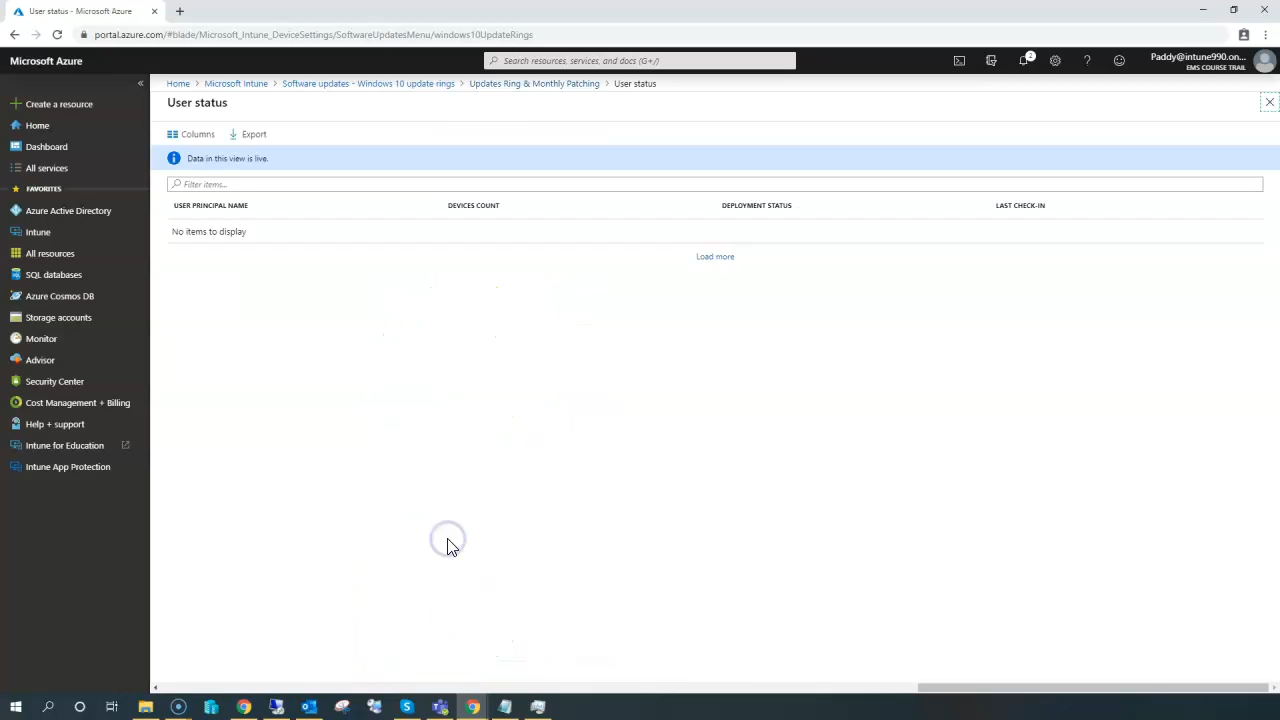 User status - Microsoft Azure
portal.azure.com/#blade/Microsoft_Intune_DeviceSettings/SoftwareUpdatesMenu/windows10UpdateRings
Microsoft Azure
Search resources, services, and docs (G+/)
2
Paddy@intune990.on...
EMS COURSE TRAIL
Home > Microsoft Intune > Software updates - Windows 10 update rings > Updates Ring & Monthly Patching > User status
User status
Columns Export
Data in this view is live.
Filter items...
USER PRINCIPAL NAME DEVICES COUNT DEPLOYMENT STATUS LAST CHECK-IN
No items to display
Load more
Create a resource
Home
Dashboard
All services
FAVORITES
Azure Active Directory
Intune
All resources
SQL databases
Azure Cosmos DB
Storage accounts
Monitor
Advisor
Security Center
Cost Management + Billing
Help + support
Intune for Education
Intune App Protection